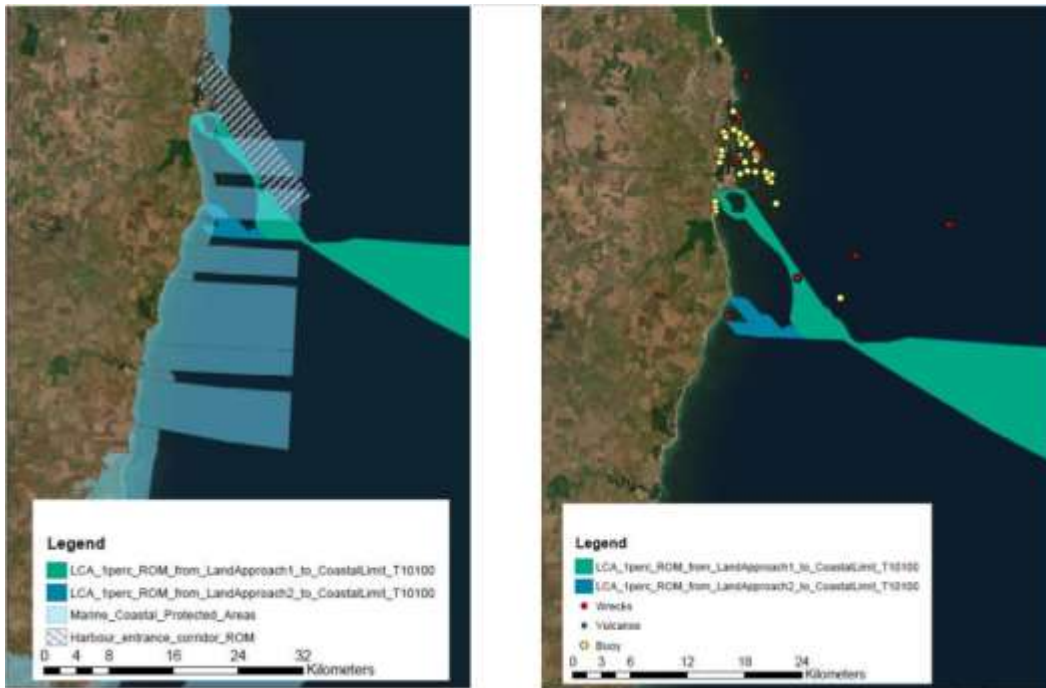 Legend
LCA_1perc_ROM_from_LandApproach1_to_CoastalLimit_T10100
LCA_1perc_ROM_from_LandApproach2_to_CoastalLimit_T10100
Marine_Coastal_Protected_Areas
Harbour_entrance_corridor_ROM
0 4 8 16 24 32
Kilometers
Legend
LCA_1perc_ROM_from_LandApproach1_to_CoastalLimit_T10100
LCA_1perc_ROM_from_LandApproach2_to_CoastalLimit_T10100
Wrecks
Vulcanoe
Buoy
0 3 6 12 18 24
Kilometers